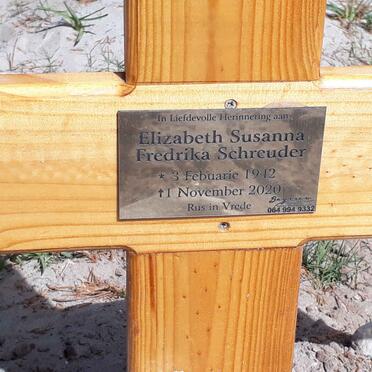 In Liefdevolle Herinnering aan
Elizabeth Susanna
Fredrika Schreuder
* 3 Febuarie 1942
†1 November 2020
Rus in Vrede
064 994 9332